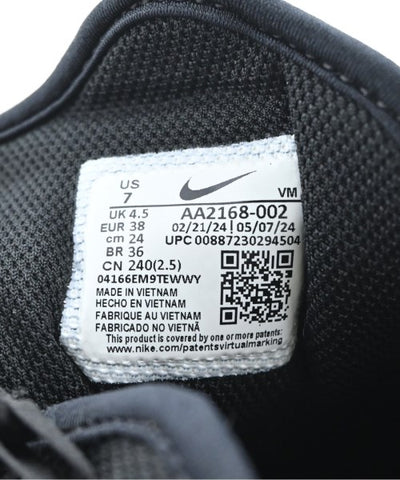 US
7
VM
UK 4.5
AA2168-002
EUR 38
02/21/24 | 05/07/24
cm 24
UPC 00887230294504
BR 36
CN 240(2.5)
04166EM9TEWWY
MADE IN VIETNAM
HECHO EN VIETNAM
FABRIQUE AU VIETNAM
FABRICADO NO VIETNÃ
This product is covered by one or more patents:
www.nike.com/patentsvirtualmarking